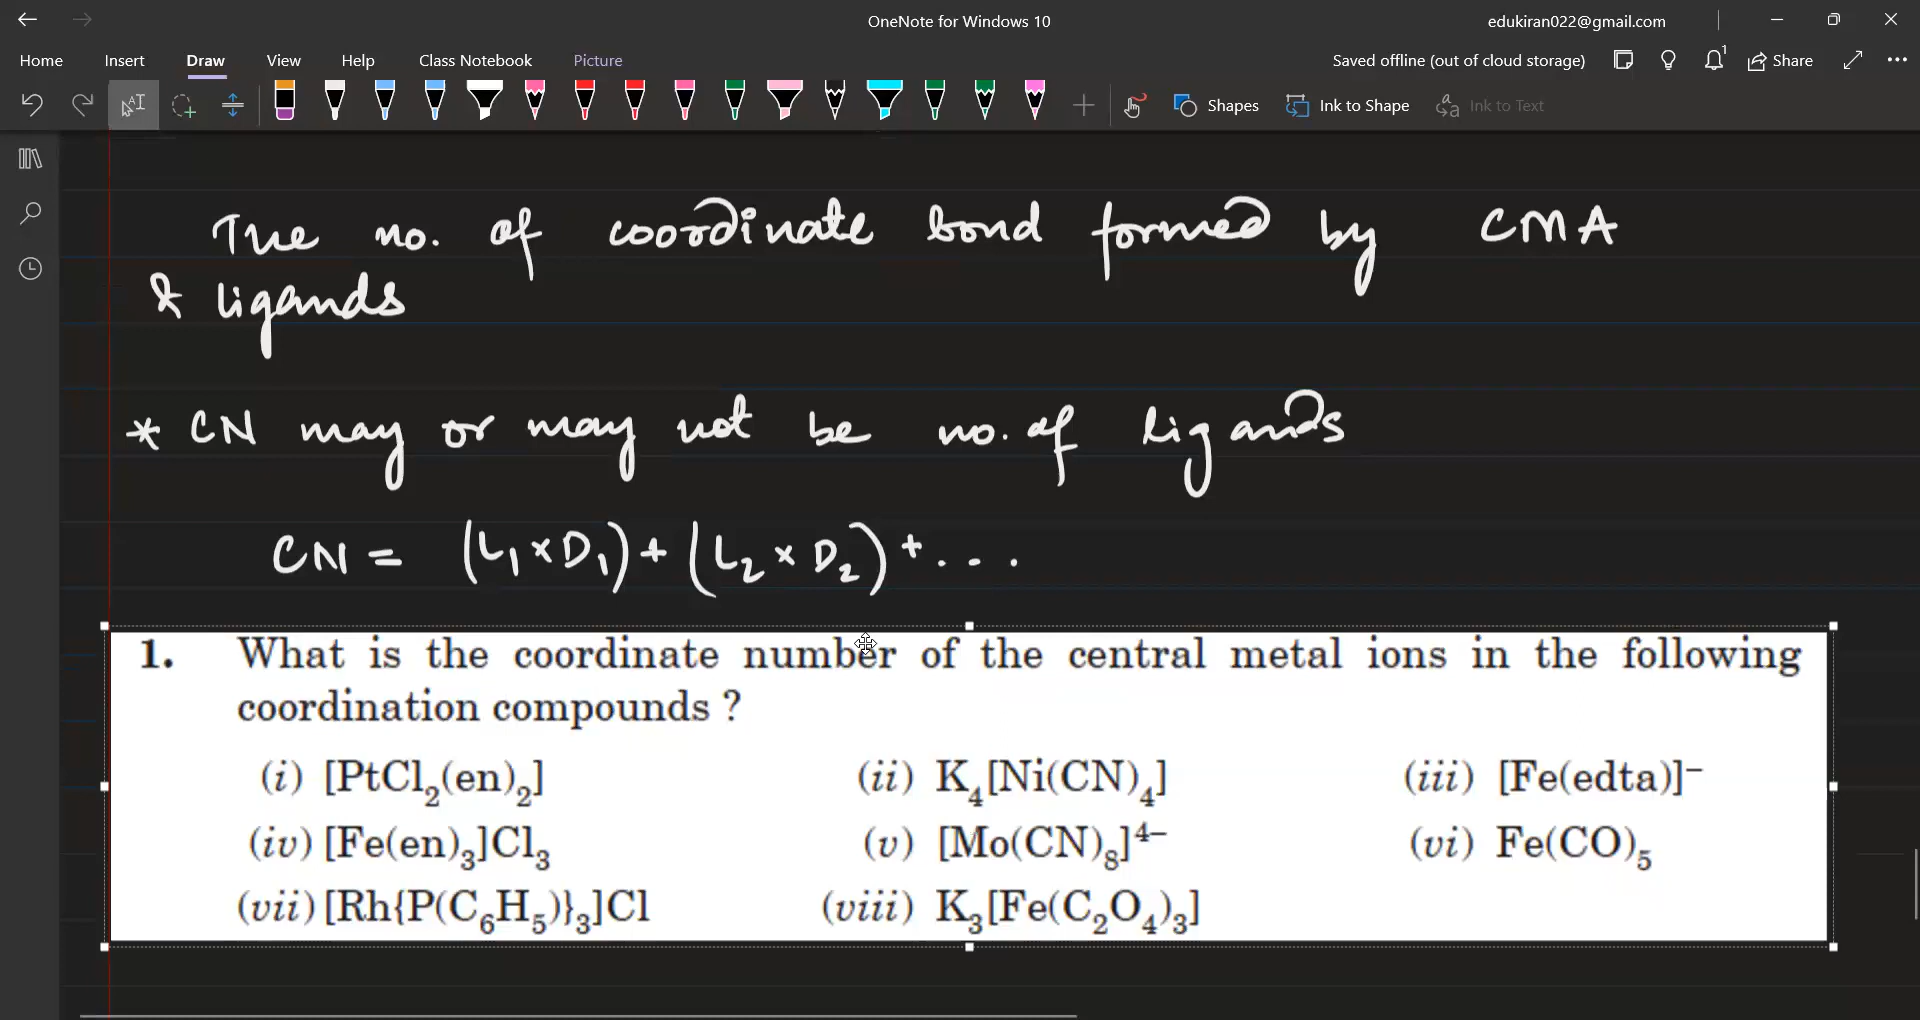 OneNote for Windows 10
edukiran022@gmail.com
Home Insert Draw View Help Class Notebook Picture
Saved offline (out of cloud storage) 1 Share
Shapes Ink to Shape Ink to Text
The no. of coordinate bond formed by CMA
& ligands
* CN may or may not be no. of ligands
CN = (L₁ × D₁) + (L₂ × D₂) + . . .
1. What is the coordinate number of the central metal ions in the following
coordination compounds ?
(i) [PtCl₂(en)₂] (ii) K₄[Ni(CN)₄] (iii) [Fe(edta)]⁻
(iv) [Fe(en)₃]Cl₃ (v) [Mo(CN)₈]⁴⁻ (vi) Fe(CO)₅
(vii) [Rh{P(C₆H₅)}₃]Cl (viii) K₃[Fe(C₂O₄)₃]